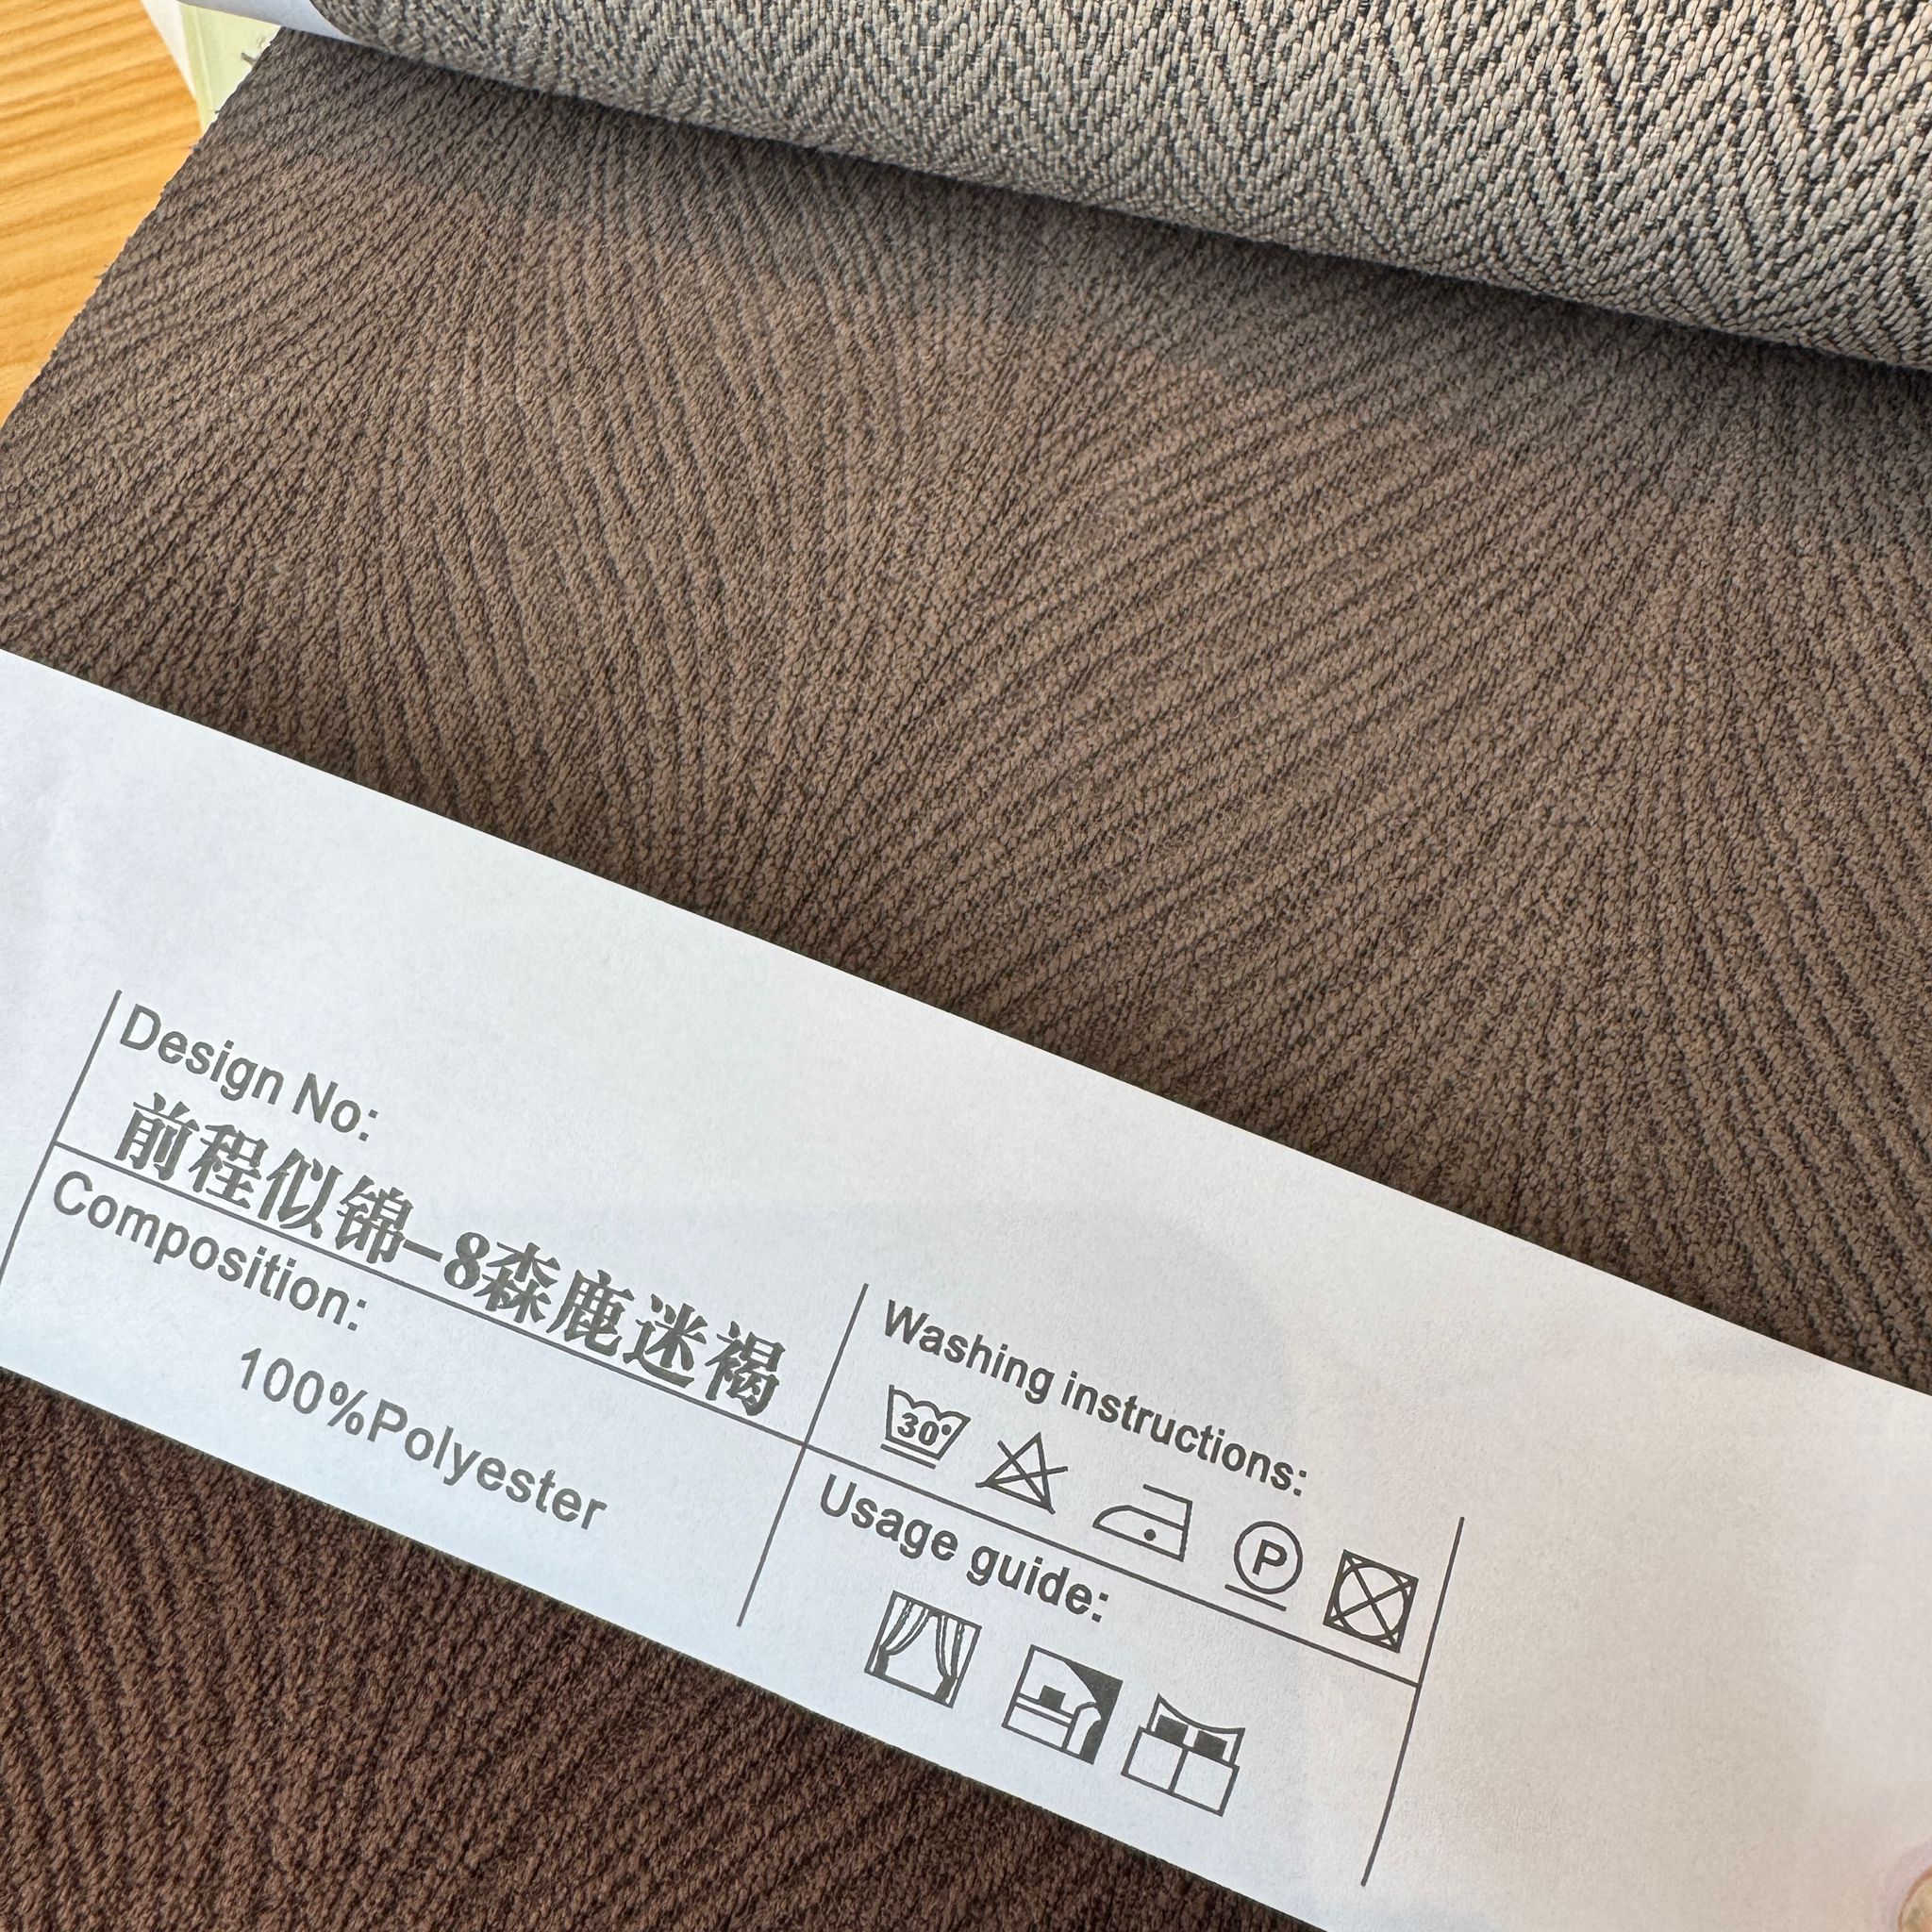 Design No:
前程似锦-8森鹿迷褐
Composition:
100%Polyester
Washing instructions:
30°
P
Usage guide: